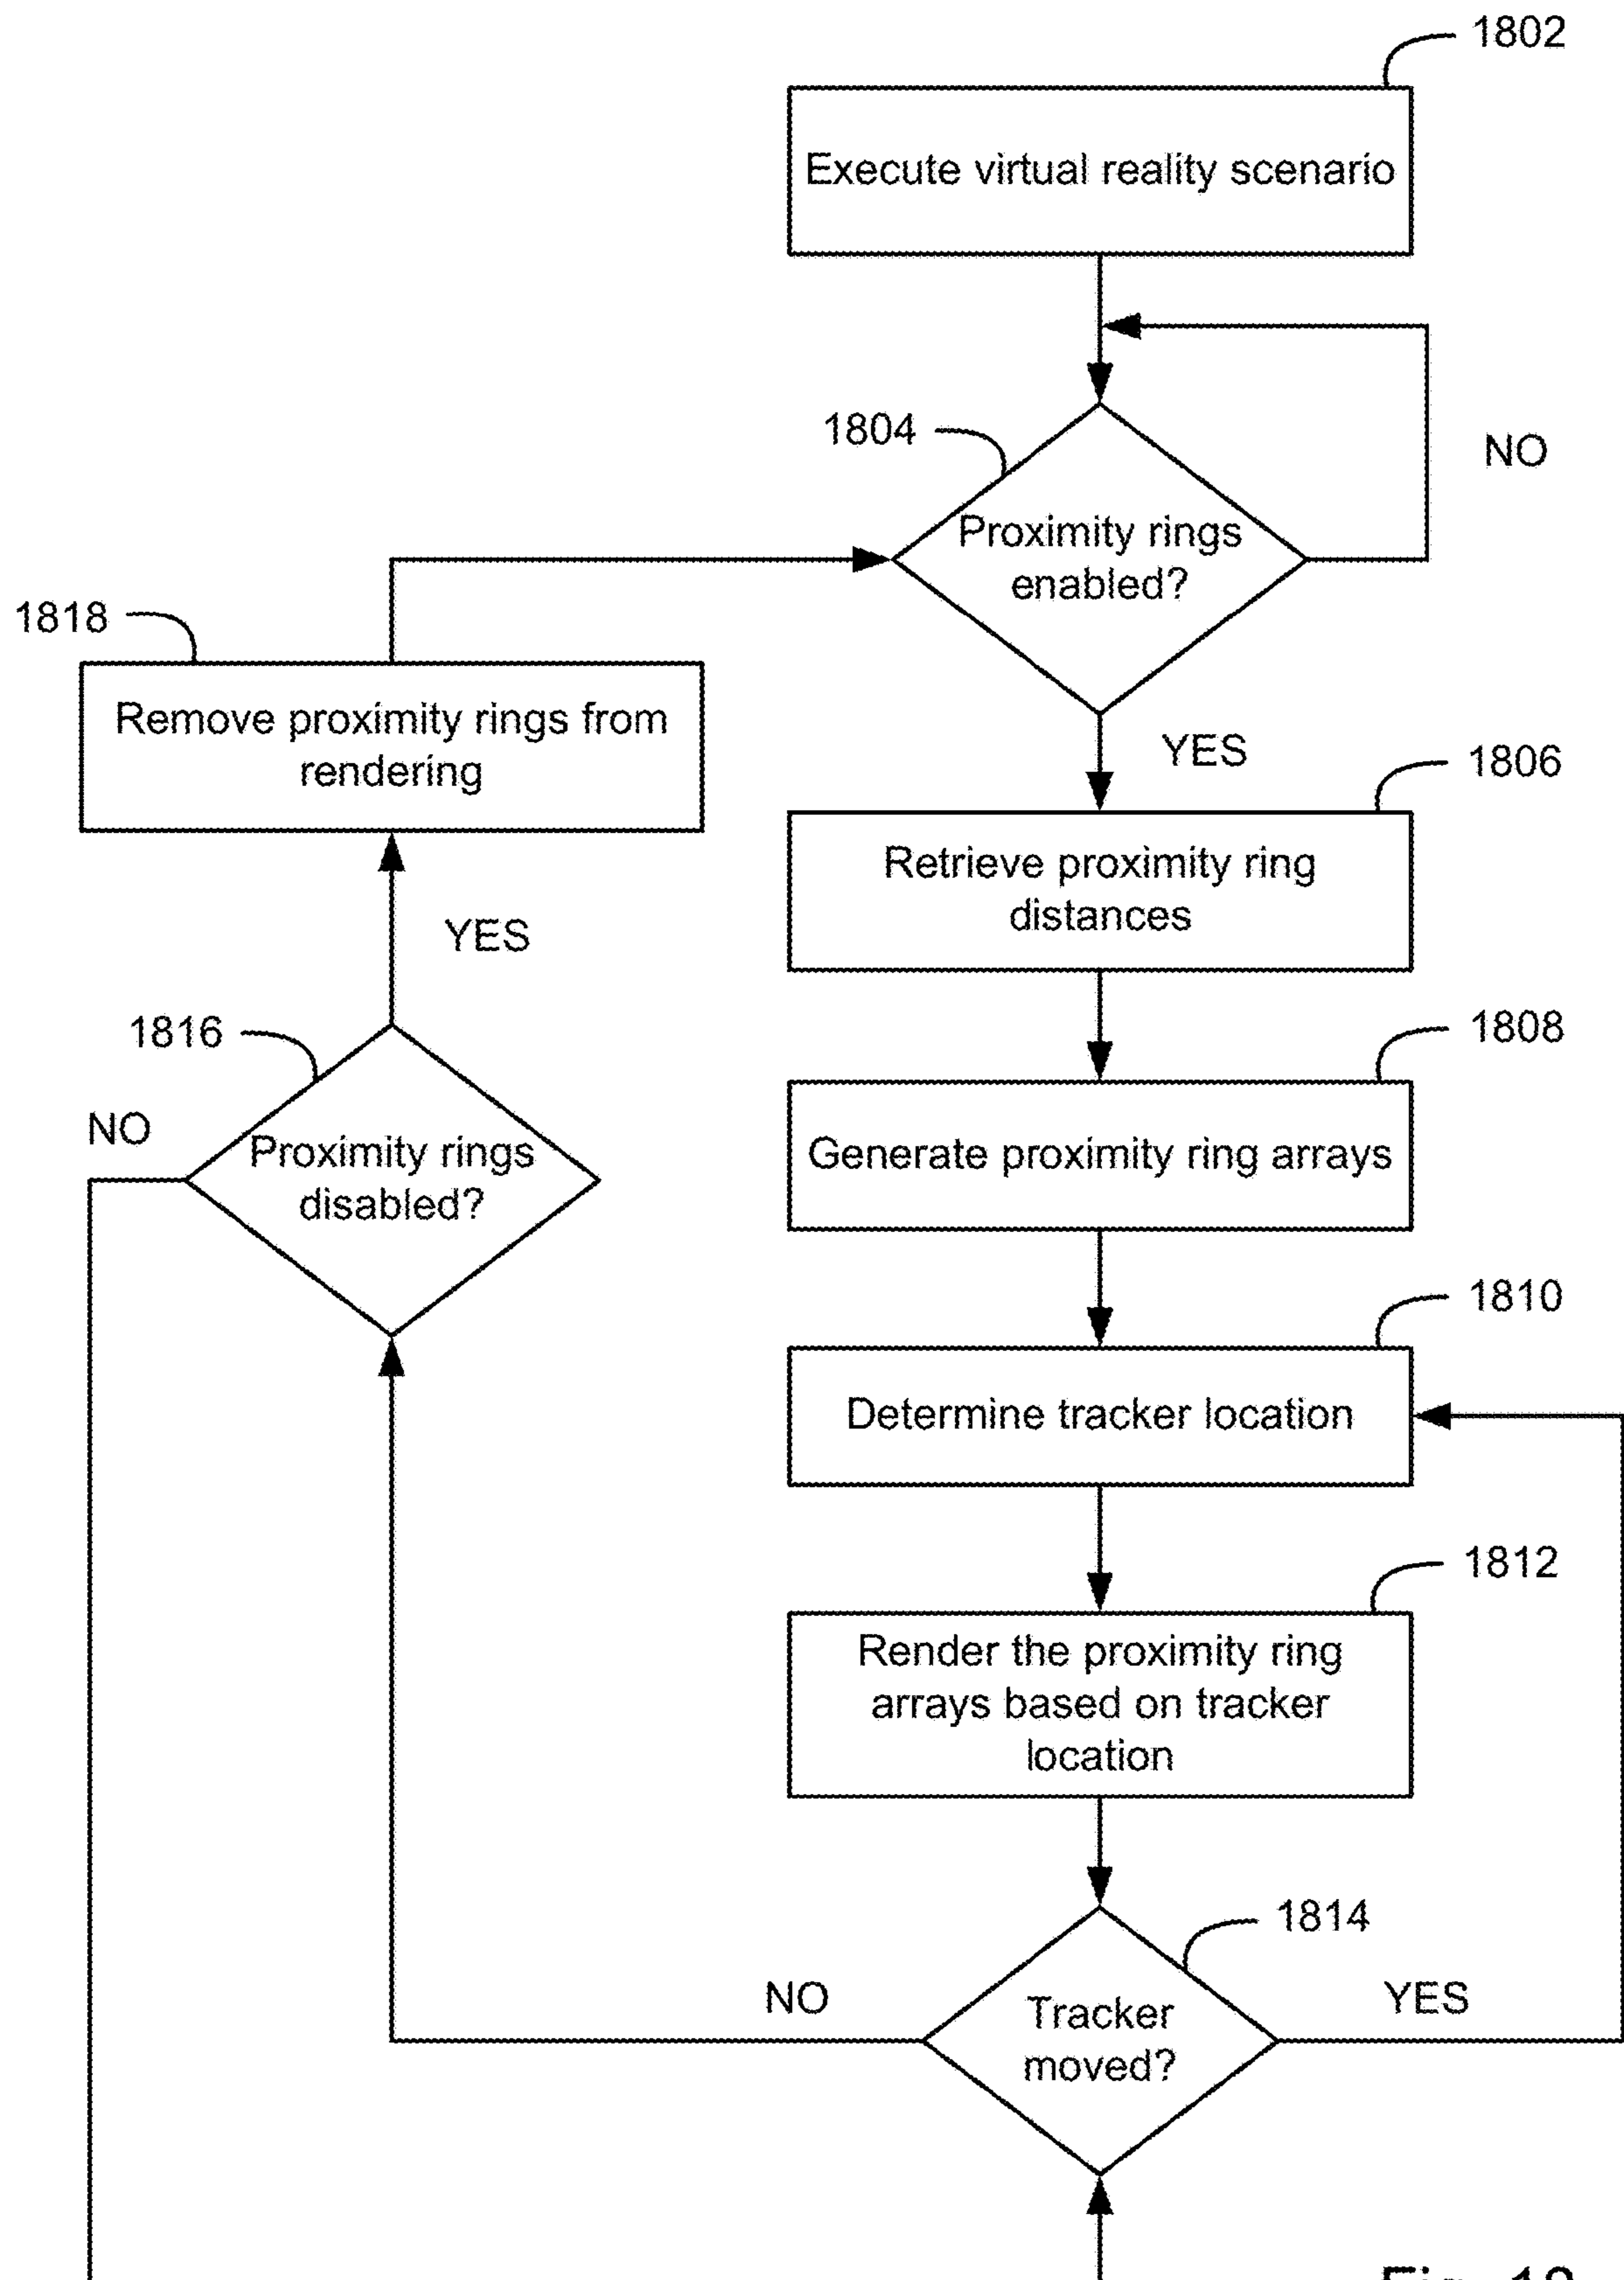 1802
Execute virtual reality scenario
1804
NO
Proximity rings
enabled?
1818
Remove proximity rings from
rendering
YES
1806
Retrieve proximity ring
distances
YES
1816
1808
NO
Proximity rings
disabled?
Generate proximity ring arrays
1810
Determine tracker location
1812
Render the proximity ring
arrays based on tracker
location
1814
NO
YES
Tracker
moved?
Fig.